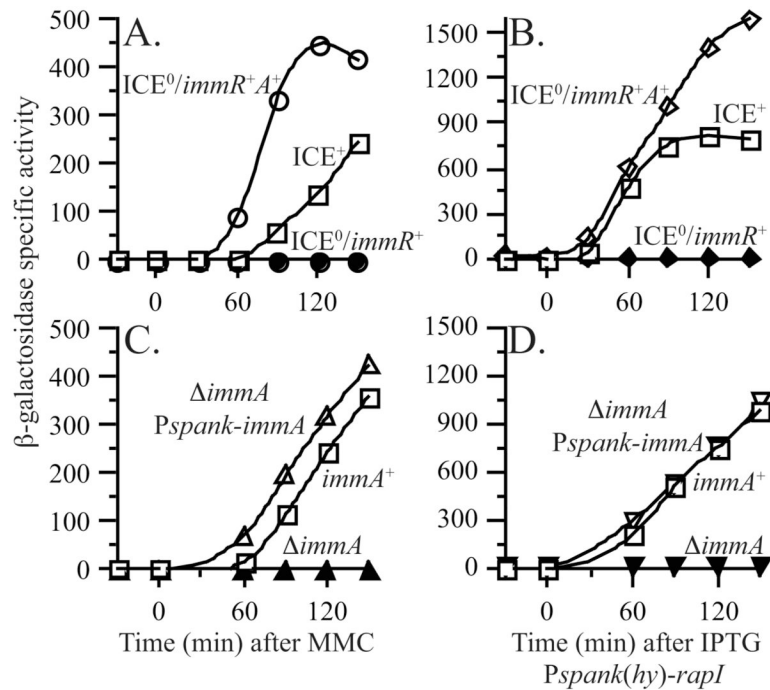 β-galactosidase specific activity
A.
500
400
300
200
100
0
ICE⁰/immR⁺A⁺
ICE⁺
ICE⁰/immR⁺
0 60 120
B.
1500
1200
900
600
300
0
ICE⁰/immR⁺A⁺
ICE⁺
ICE⁰/immR⁺
0 60 120
C.
500
400
300
200
100
0
ΔimmA
Pspank-immA
immA⁺
ΔimmA
0 60 120
Time (min) after MMC
D.
1500
1200
900
600
300
0
ΔimmA
Pspank-immA
immA⁺
ΔimmA
0 60 120
Time (min) after IPTG
Pspank(hy)-rapI